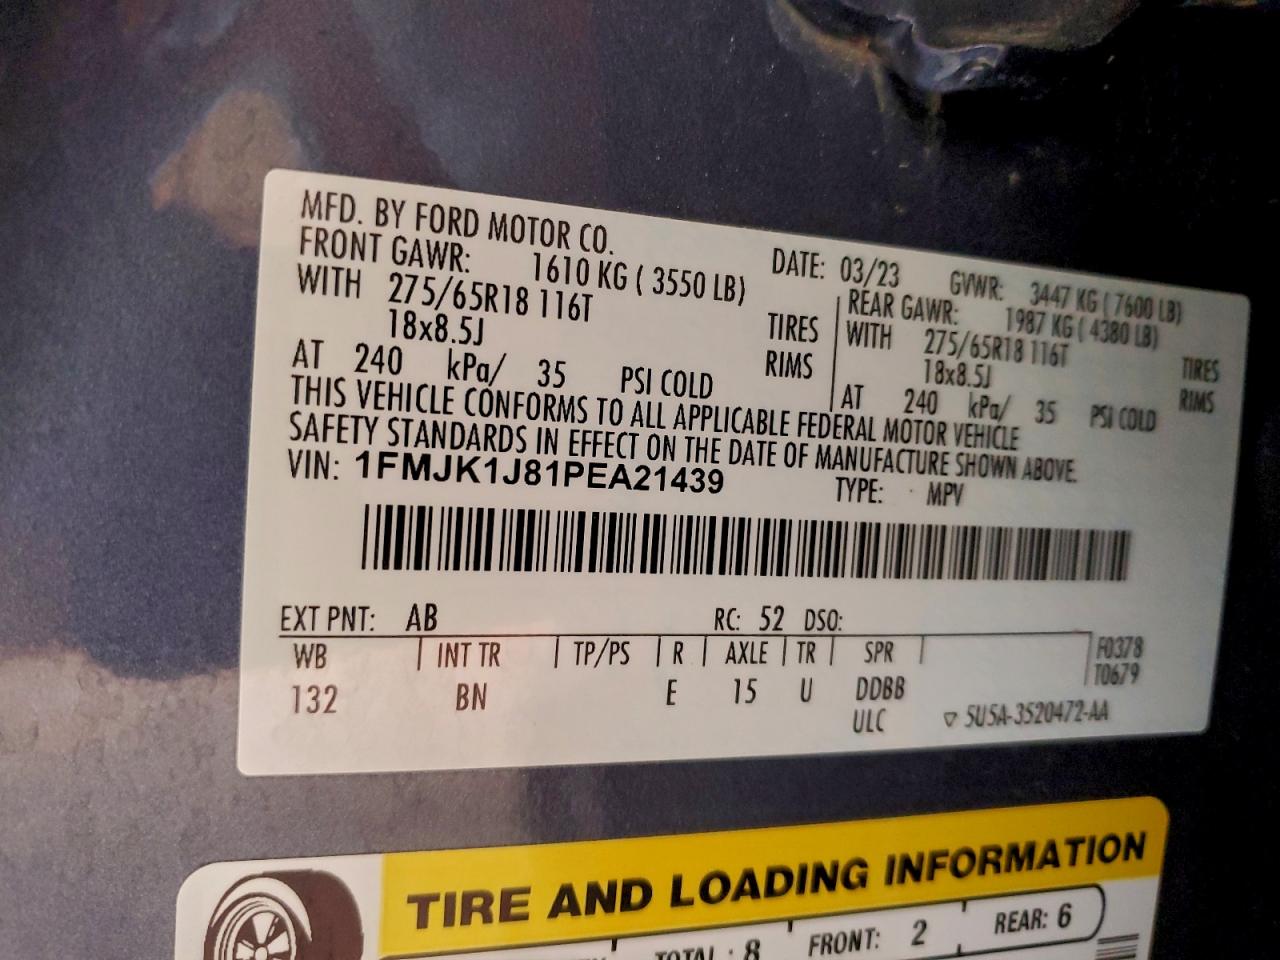 MFD. BY FORD MOTOR CO.
DATE: 03/23 GVWR: 3447 KG ( 7600 LB)
FRONT GAWR: 1610 KG ( 3550 LB)
REAR GAWR: 1987 KG ( 4380 LB)
WITH 275/65R18 116T TIRES
WITH 275/65R18 116T TIRES
18x8.5J RIMS
18x8.5J RIMS
AT 240 kPa/ 35 PSI COLD
AT 240 kPa/ 35 PSI COLD
THIS VEHICLE CONFORMS TO ALL APPLICABLE FEDERAL MOTOR VEHICLE
SAFETY STANDARDS IN EFFECT ON THE DATE OF MANUFACTURE SHOWN ABOVE.
VIN: 1FMJK1J81PEA21439 TYPE: MPV
EXT PNT: AB RC: 52 DSO:
WB INT TR TP/PS R AXLE TR SPR F0378
T0679
132 BN E 15 U DDBB
ULC ▽ 5U5A-3520472-AA
TIRE AND LOADING INFORMATION
TOTAL : 8 FRONT: 2 REAR: 6